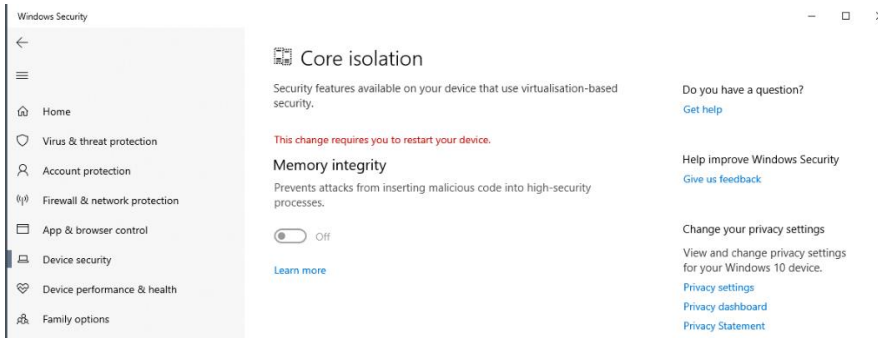 Windows Security
Home
Virus & threat protection
Account protection
Firewall & network protection
App & browser control
Device security
Device performance & health
Family options
Core isolation
Security features available on your device that use virtualisation-based
security.
This change requires you to restart your device.
Memory integrity
Prevents attacks from inserting malicious code into high-security
processes.
Off
Learn more
Do you have a question?
Get help
Help improve Windows Security
Give us feedback
Change your privacy settings
View and change privacy settings
for your Windows 10 device.
Privacy settings
Privacy dashboard
Privacy Statement